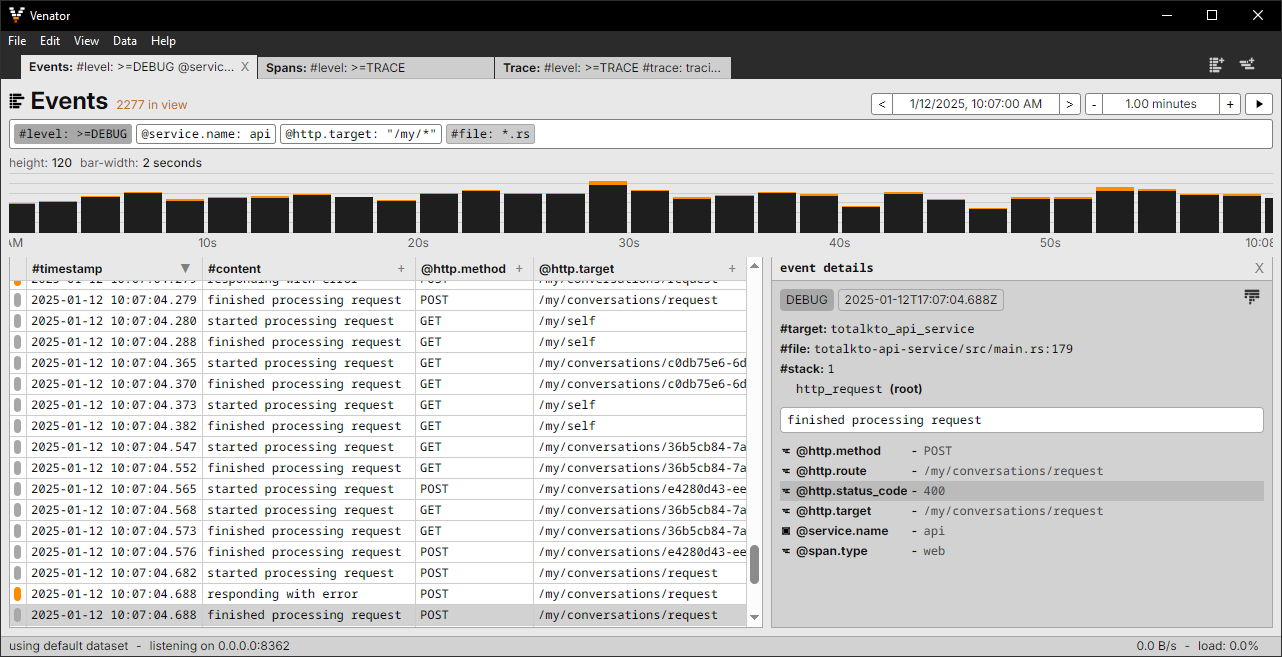 Venator
File Edit View Data Help
Events: #level: >=DEBUG @servic... X Spans: #level: >=TRACE Trace: #level: >=TRACE #trace: traci...
Events 2277 in view < 1/12/2025, 10:07:00 AM > - 1.00 minutes +
#level: >=DEBUG @service.name: api @http.target: "/my/*" #file: *.rs
height: 120 bar-width: 2 seconds
AM 10s 20s 30s 40s 50s 10:08
#timestamp ▼ #content + @http.method + @http.target +
responding with error
2025-01-12 10:07:04.279 finished processing request POST /my/conversations/request
2025-01-12 10:07:04.280 started processing request GET /my/self
2025-01-12 10:07:04.288 finished processing request GET /my/self
2025-01-12 10:07:04.365 started processing request GET /my/conversations/c0db75e6-6d
2025-01-12 10:07:04.370 finished processing request GET /my/conversations/c0db75e6-6d
2025-01-12 10:07:04.373 started processing request GET /my/self
2025-01-12 10:07:04.382 finished processing request GET /my/self
2025-01-12 10:07:04.547 started processing request GET /my/conversations/36b5cb84-7a
2025-01-12 10:07:04.552 finished processing request GET /my/conversations/36b5cb84-7a
2025-01-12 10:07:04.565 started processing request POST /my/conversations/e4280d43-ee
2025-01-12 10:07:04.568 started processing request GET /my/conversations/36b5cb84-7a
2025-01-12 10:07:04.573 finished processing request GET /my/conversations/36b5cb84-7a
2025-01-12 10:07:04.576 finished processing request POST /my/conversations/e4280d43-ee
2025-01-12 10:07:04.682 started processing request POST /my/conversations/request
2025-01-12 10:07:04.688 responding with error POST /my/conversations/request
2025-01-12 10:07:04.688 finished processing request POST /my/conversations/request
event details X
DEBUG 2025-01-12T17:07:04.688Z
#target: totalkto_api_service
#file: totalkto-api-service/src/main.rs:179
#stack: 1
http_request (root)
finished processing request
@http.method - POST
@http.route - /my/conversations/request
@http.status_code - 400
@http.target - /my/conversations/request
@service.name - api
@span.type - web
using default dataset - listening on 0.0.0.0:8362 0.0 B/s - load: 0.0%